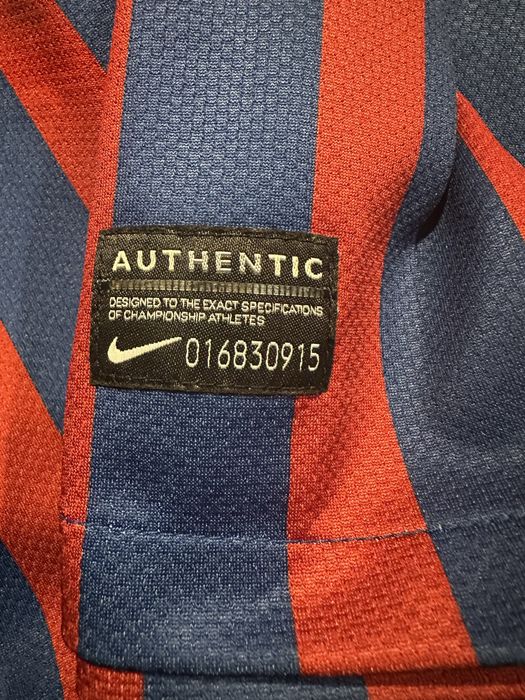 AUTHENTIC
DESIGNED TO THE EXACT SPECIFICATIONS
OF CHAMPIONSHIP ATHLETES
016830915